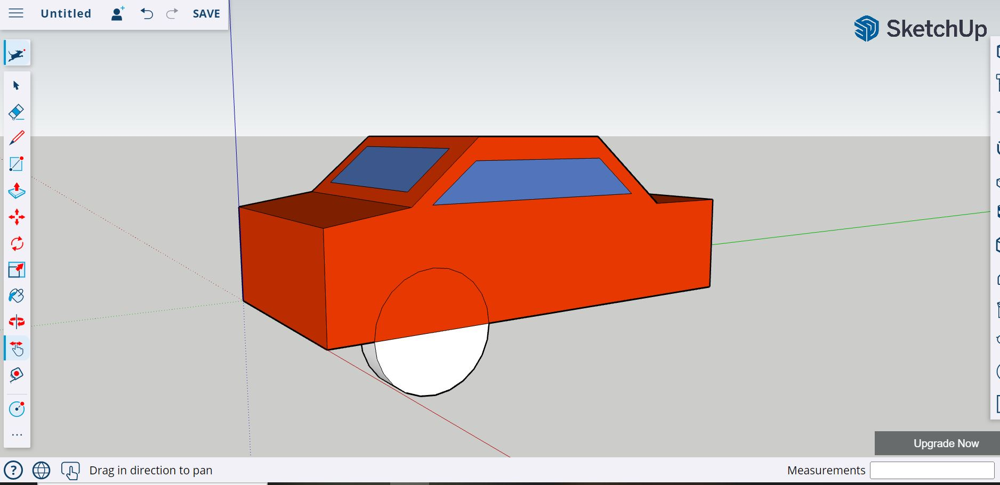 Untitled
SAVE
SketchUp
Upgrade Now
? Drag in direction to pan
Measurements